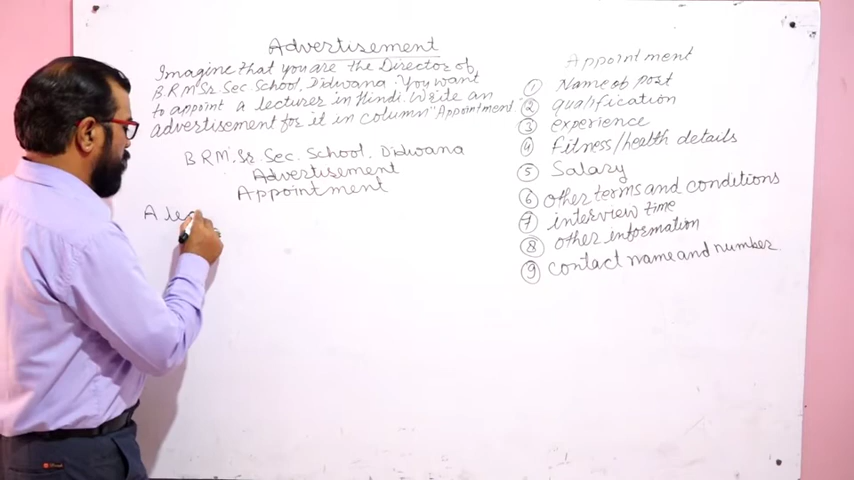 Advertisement
Imagine that you are the Director of
B.R.M. Sr. Sec School, Didwana. You want
to appoint a lecturer in Hindi. Write an
advertisement for it in column "Appointment.
B R M. Sr. Sec. School, Didwana
Advertisement
Appointment
A lec
Appointment
1 Name of post
2 qualification
3 experience
4 fitness/health details
5 Salary
6 other terms and conditions
7 interview time
8 other information
9 contact name and number